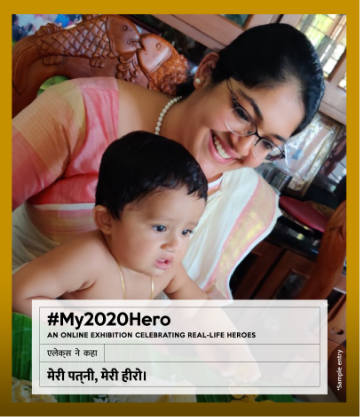 #My2020Hero
AN ONLINE EXHIBITION CELEBRATING REAL-LIFE HEROES
एलेक्स ने कहा
मेरी पत्नी, मेरी हीरो।
*Sample entry